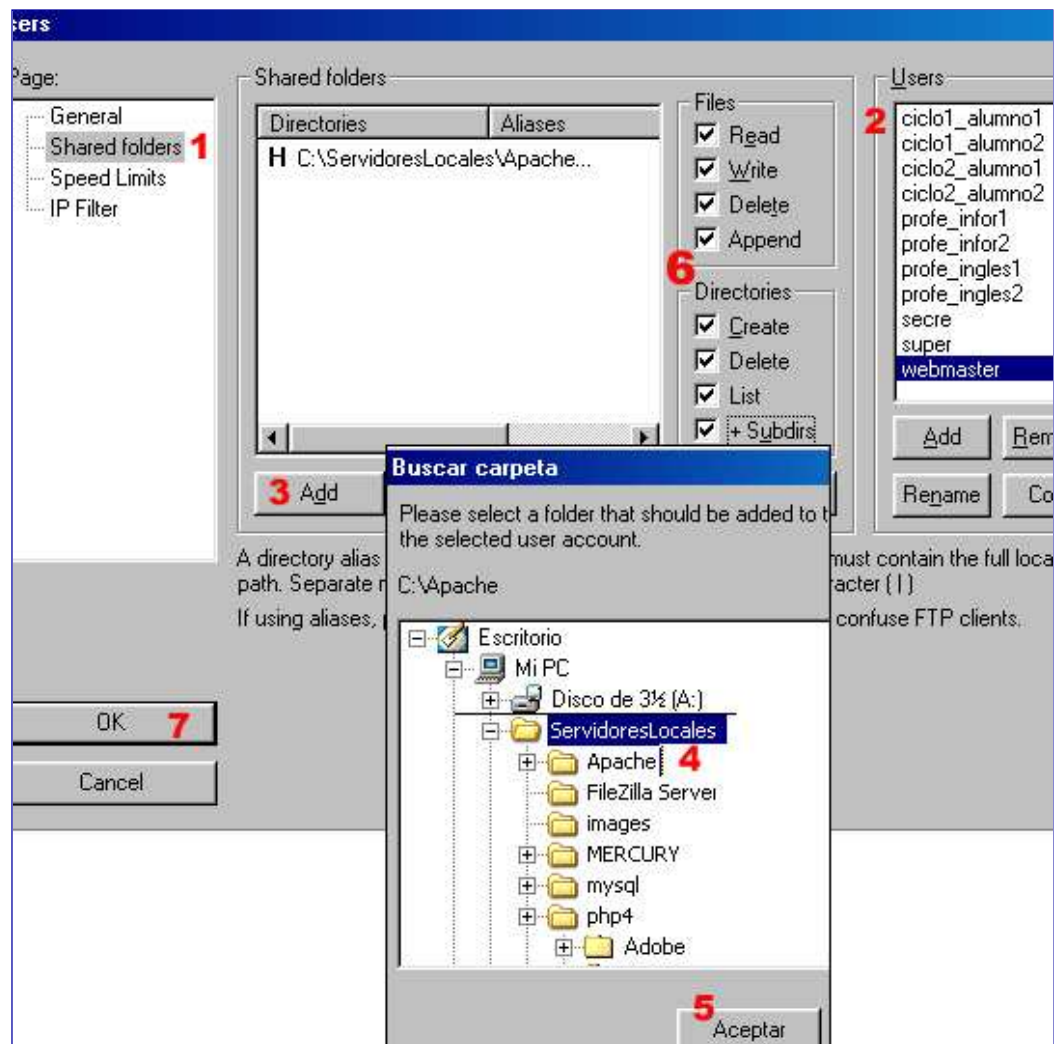 sers
Page:
General
Shared folders 1
Speed Limits
IP Filter
Shared folders
Directories Aliases
H C:\ServidoresLocales\Apache...
Files
Read
Write
Delete
Append
6
Directories
Create
Delete
List
+ Subdirs
Users
2 ciclo1_alumno1
ciclo1_alumno2
ciclo2_alumno1
ciclo2_alumno2
profe_infor1
profe_infor2
profe_ingles1
profe_ingles2
secre
super
webmaster
Add Rem
Rename Co
3 Add
A directory alias must contain the full loca
path. Separate r acter ( | )
If using aliases, confuse FTP clients.
Buscar carpeta
Please select a folder that should be added to t
the selected user account.
C:\Apache
Escritorio
Mi PC
Disco de 3½ (A:)
ServidoresLocales
Apache 4
FileZilla Server
images
MERCURY
mysql
php4
Adobe
5
Aceptar
OK 7
Cancel